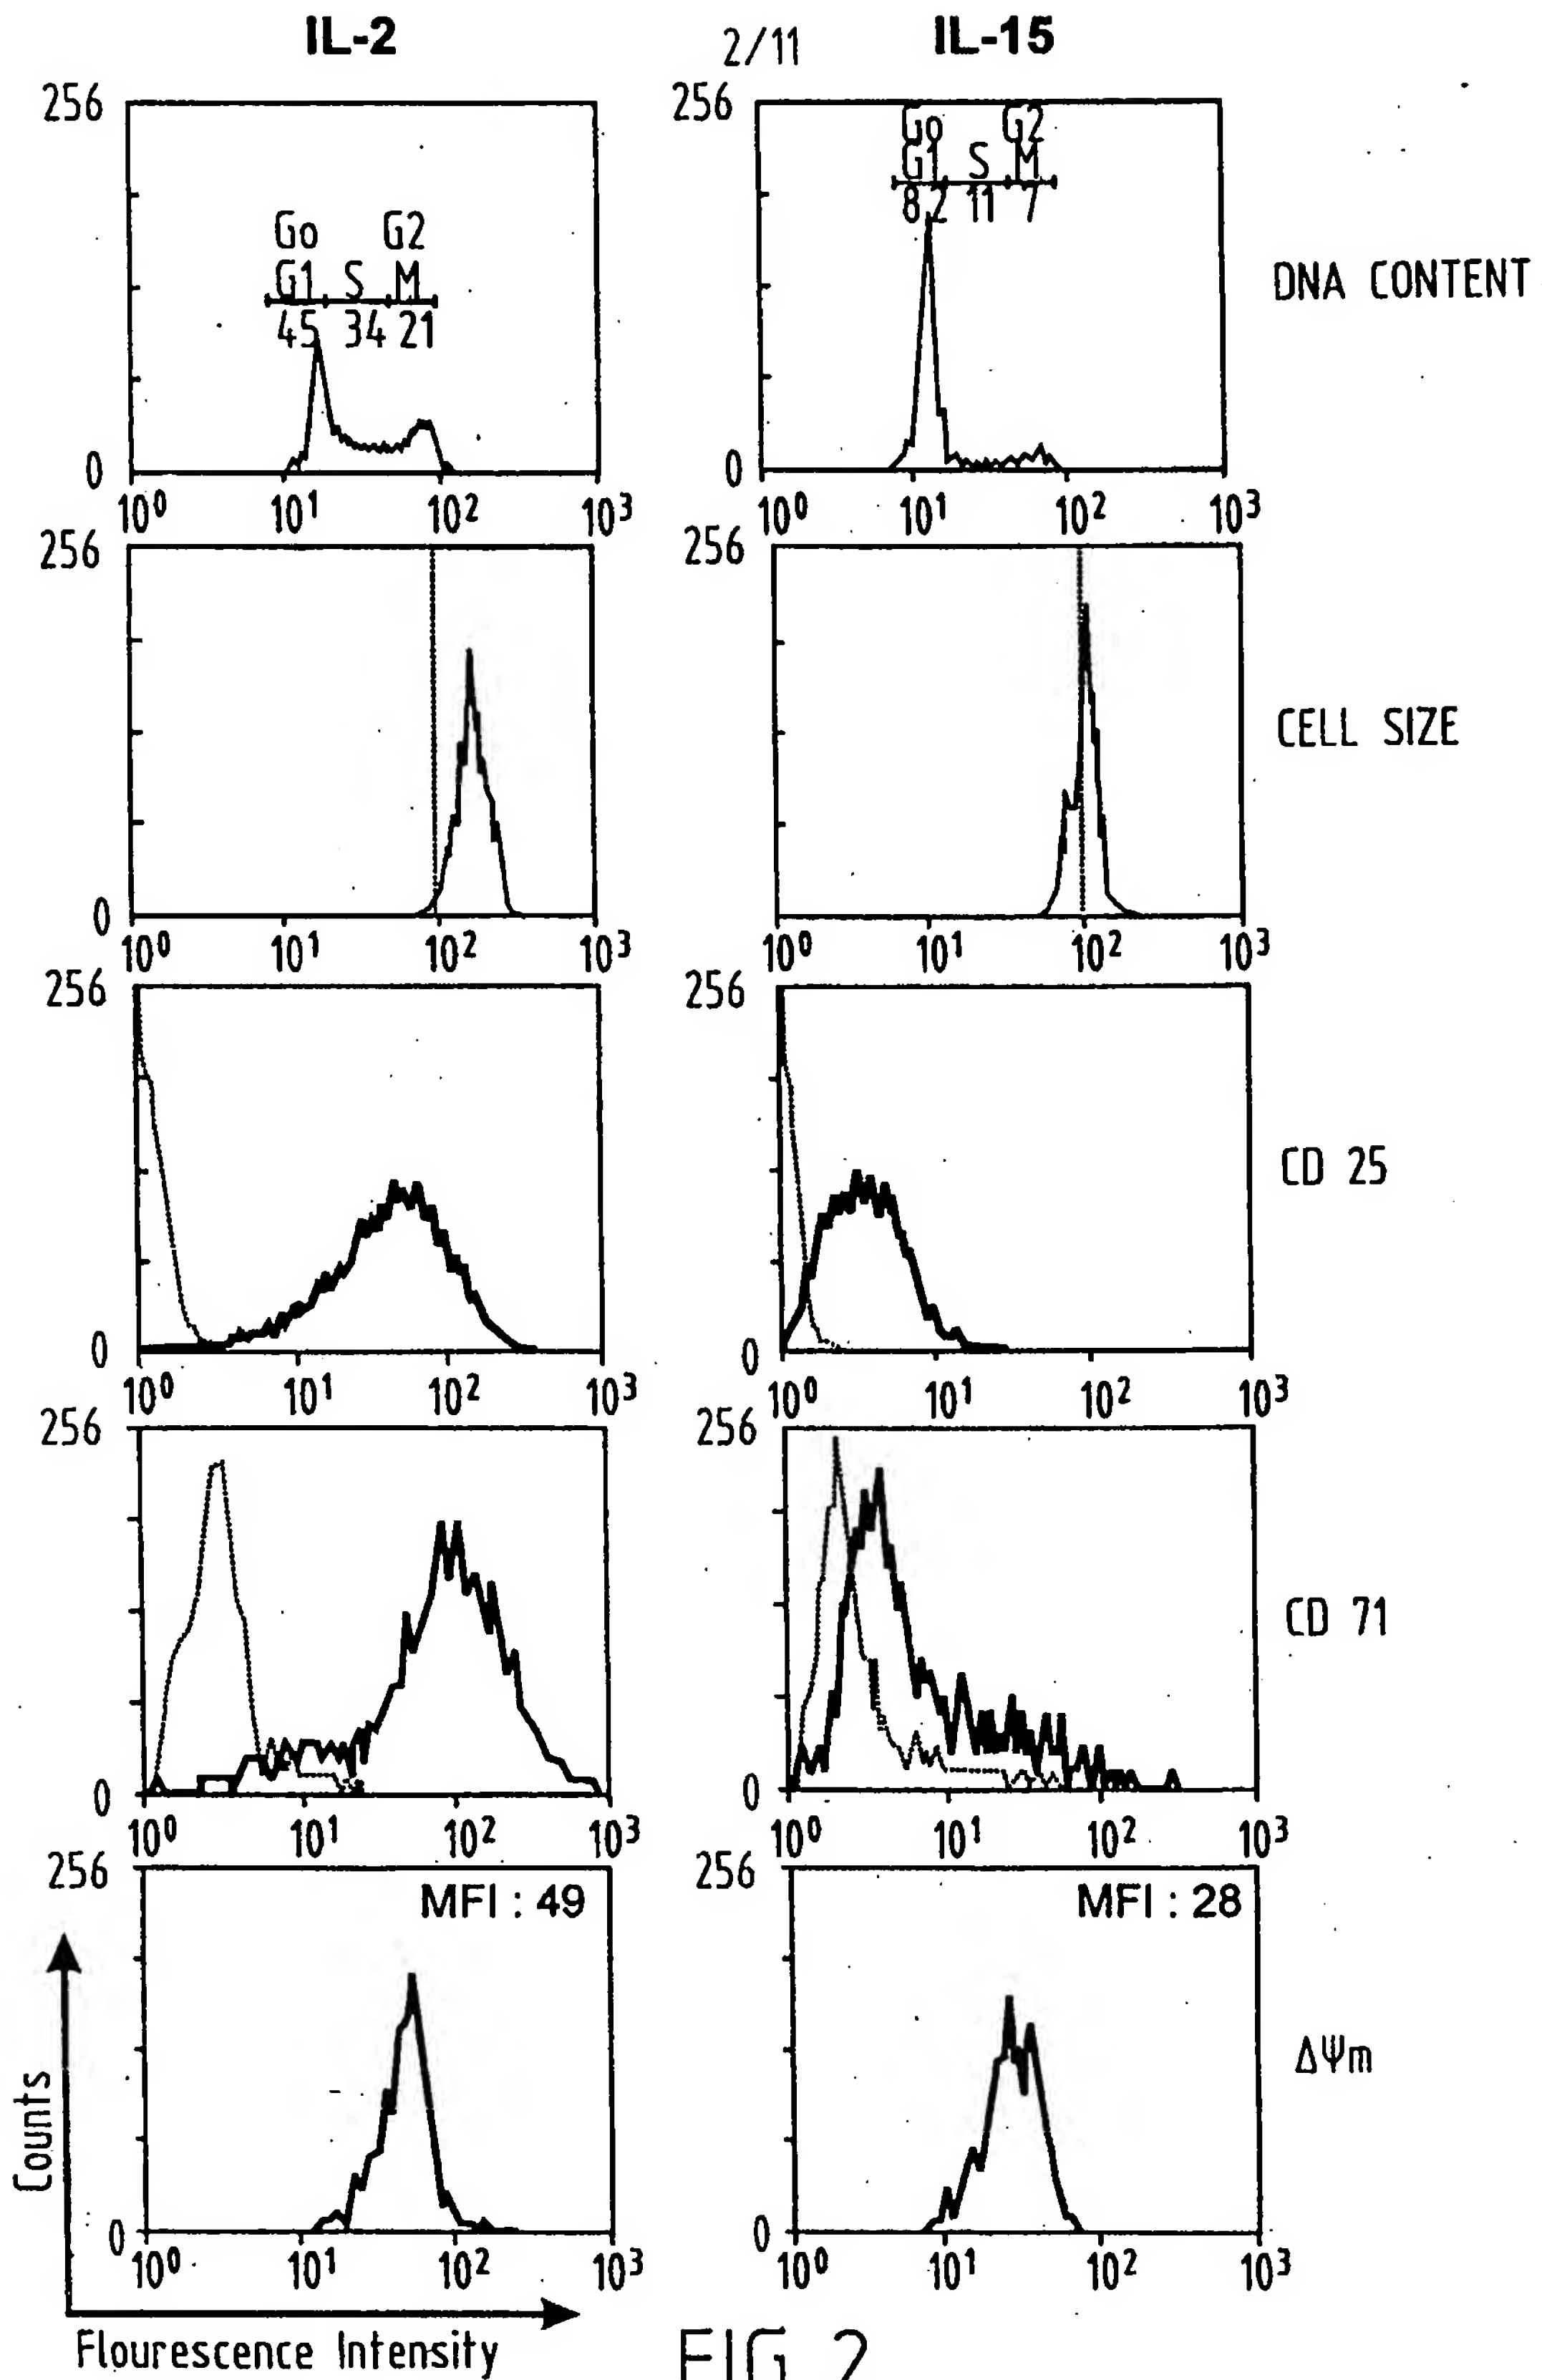 IL-2 2/11 IL-15
256 256
Go G2
G1 S M
82 11 7
Go G2
G1 S M
45 34 21
DNA CONTENT
0 0
10⁰ 10¹ 10² 10³ 10⁰ 10¹ 10² 10³
256 256
CELL SIZE
0
10⁰ 10¹ 10² 10³ 10⁰ 10¹ 10² 10³
256 256
CD 25
0 0
10⁰ 10¹ 10² 10³ 10⁰ 10¹ 10² 10³
256 256
CD 71
0 0
10⁰ 10¹ 10² 10³ 10⁰ 10¹ 10² 10³
256 256
MFI : 49 MFI : 28
ΔΨm
Counts
0 0
10⁰ 10¹ 10² 10³ 10⁰ 10¹ 10² 10³
Flourescence Intensity
FIG. 2